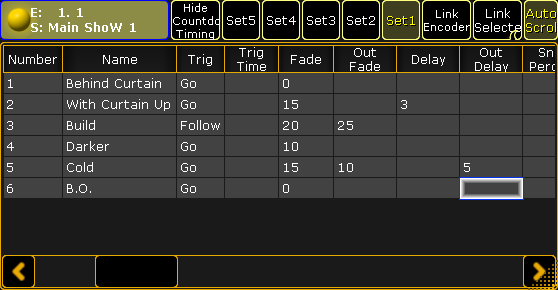 E: 1. 1
S: Main ShoW 1
Hide
Countdo
Timing
Set5
Set4
Set3
Set2
Set1
Link
Encoder
Link
Selecte
Auto
Scrol
Number Name Trig Trig Time Fade Out Fade Delay Out Delay Sn Perc
1 Behind Curtain Go 0
2 With Curtain Up Go 15 3
3 Build Follow 20 25
4 Darker Go 10
5 Cold Go 15 10 5
6 B.O. Go 0